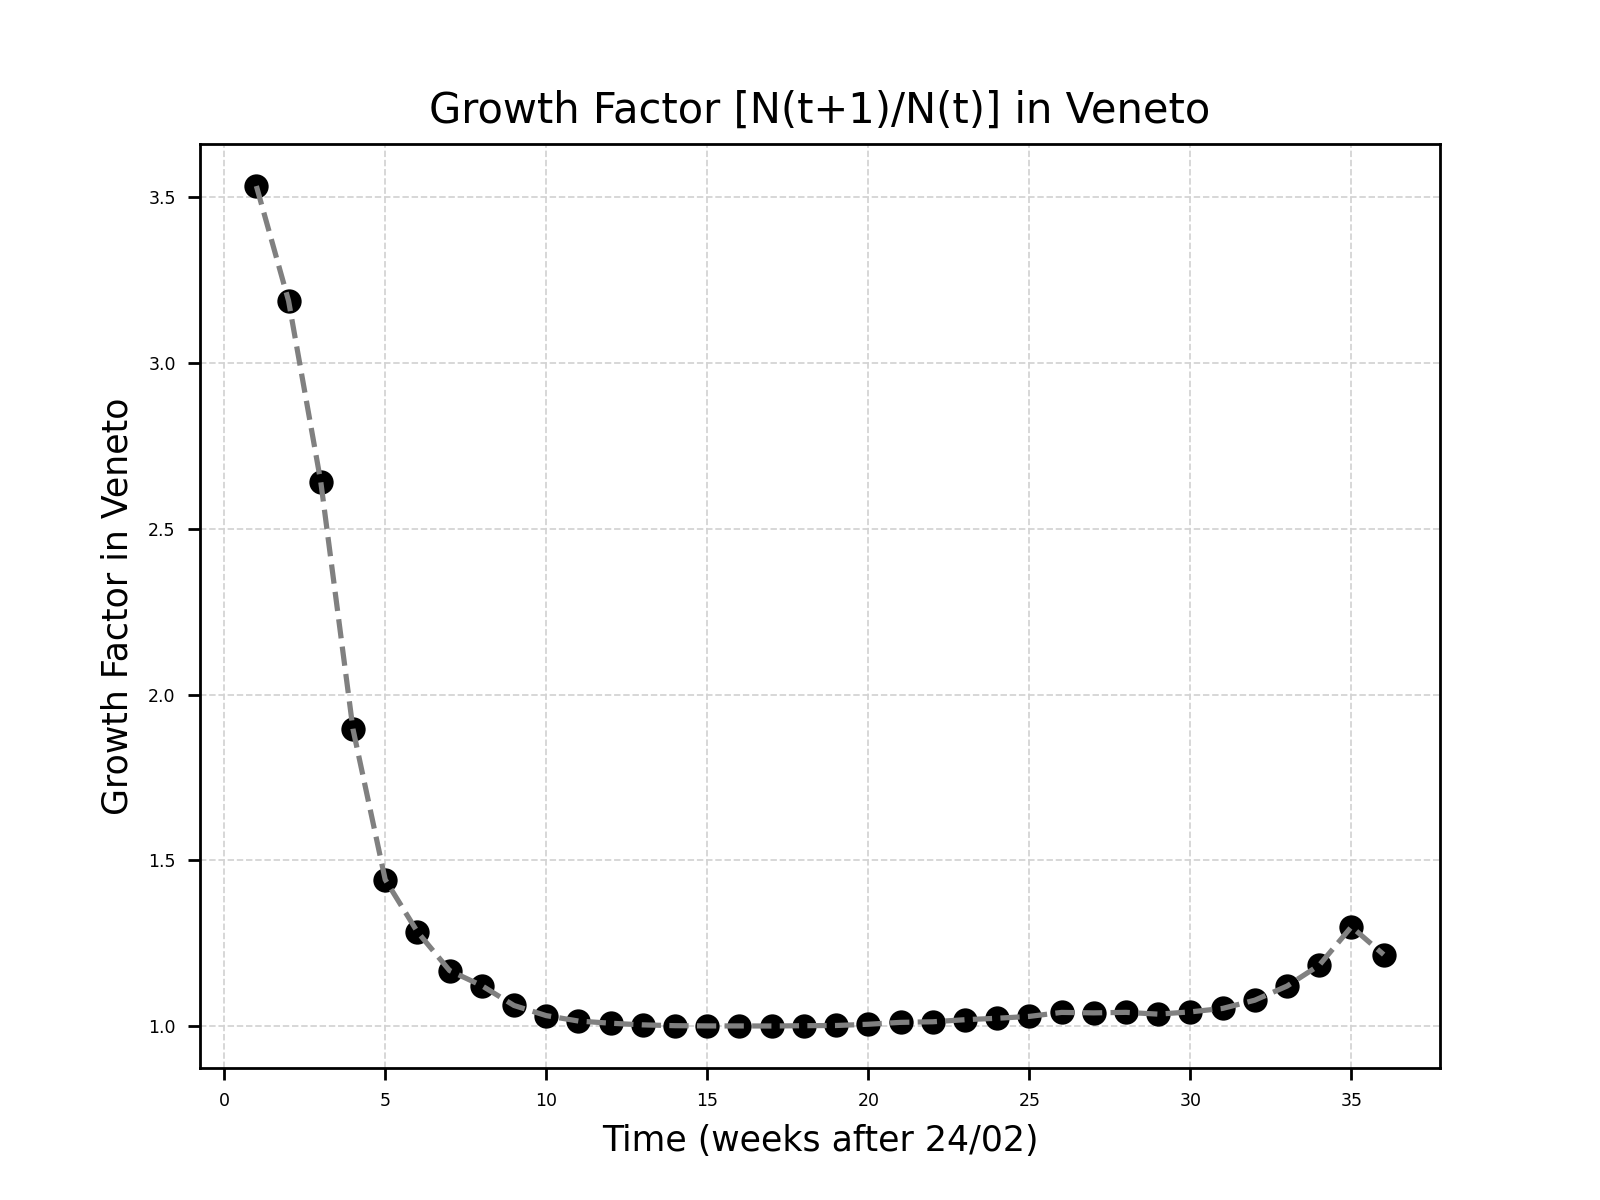 Growth Factor [N(t+1)/N(t)] in Veneto
Growth Factor in Veneto
3.5
3.0
2.5
2.0
1.5
1.0
0 5 10 15 20 25 30 35
Time (weeks after 24/02)